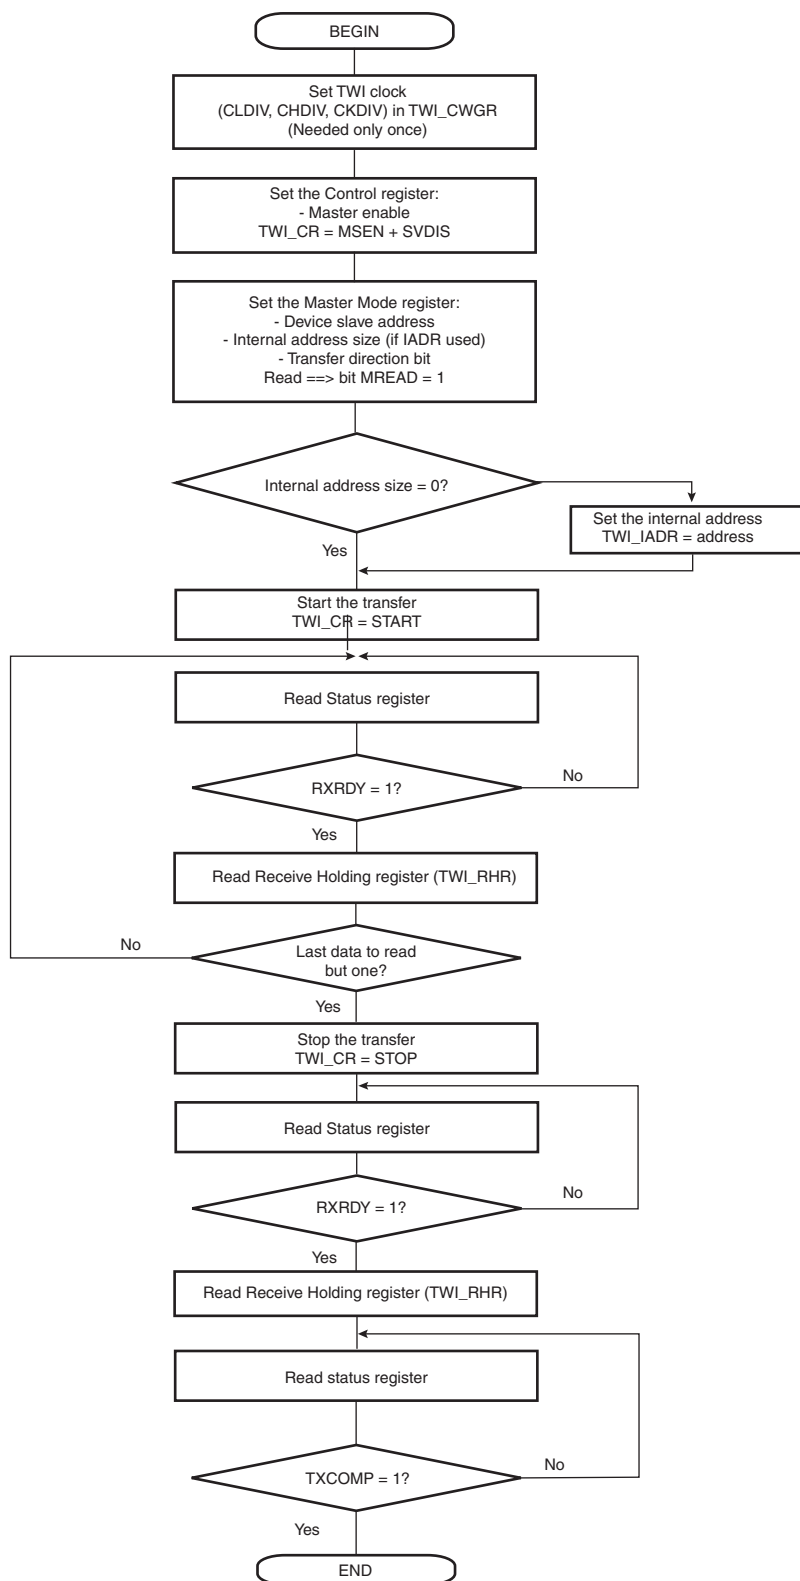 BEGIN
Set TWI clock
(CLDIV, CHDIV, CKDIV) in TWI_CWGR
(Needed only once)
Set the Control register:
- Master enable
TWI_CR = MSEN + SVDIS
Set the Master Mode register:
- Device slave address
- Internal address size (if IADR used)
- Transfer direction bit
Read ==> bit MREAD = 1
Internal address size = 0?
Set the internal address
TWI_IADR = address
Yes
Start the transfer
TWI_CR = START
Read Status register
RXRDY = 1?
No
Yes
Read Receive Holding register (TWI_RHR)
Last data to read
but one?
No
Yes
Stop the transfer
TWI_CR = STOP
Read Status register
RXRDY = 1?
No
Yes
Read Receive Holding register (TWI_RHR)
Read status register
TXCOMP = 1?
No
Yes
END